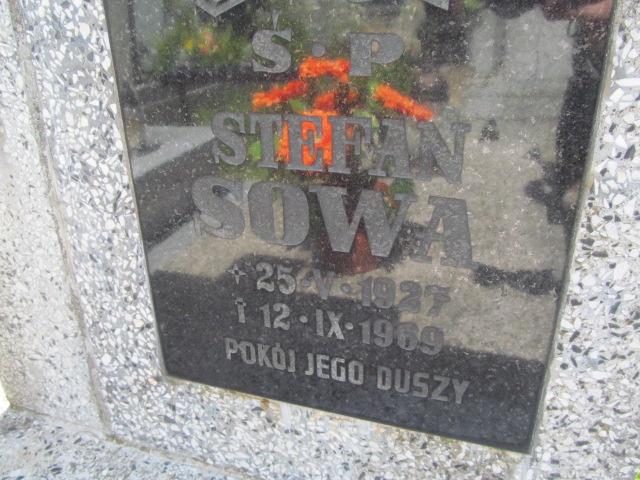 Ś·P
STEFAN
SOWA
* 25·V·1927
† 12·IX·1969
POKÓJ JEGO DUSZY